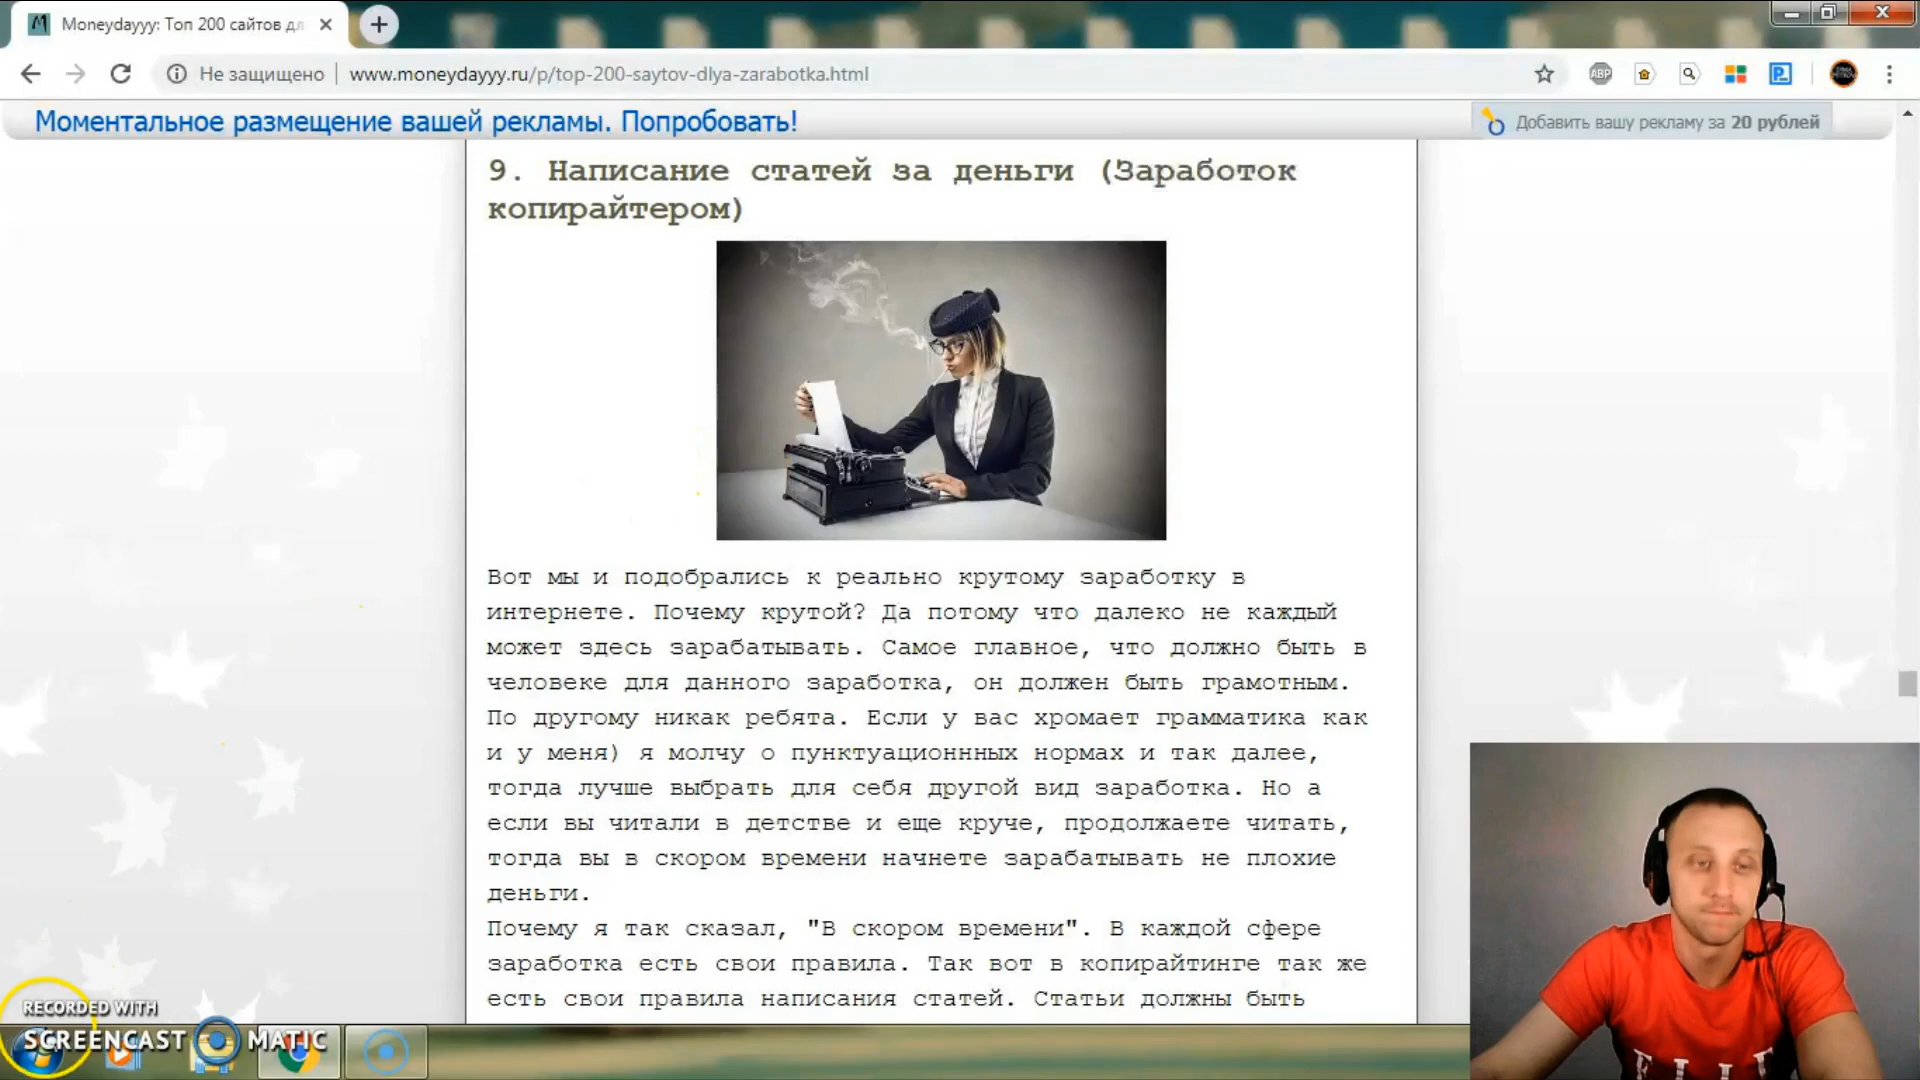 Moneydayyy: Топ 200 сайтов дл
Не защищено
www.moneydayyy.ru/p/top-200-saytov-dlya-zarabotka.html
ABP
Моментальное размещение вашей рекламы. Попробовать!
Добавить вашу рекламу за 20 рублей
9. Написание статей за деньги (Заработок
копирайтером)
Вот мы и подобрались к реально крутому заработку в
интернете. Почему крутой? Да потому что далеко не каждый
может здесь зарабатывать. Самое главное, что должно быть в
человеке для данного заработка, он должен быть грамотным.
По другому никак ребята. Если у вас хромает грамматика как
и у меня) я молчу о пунктуационнных нормах и так далее,
тогда лучше выбрать для себя другой вид заработка. Но а
если вы читали в детстве и еще круче, продолжаете читать,
тогда вы в скором времени начнете зарабатывать не плохие
деньги.
Почему я так сказал, "В скором времени". В каждой сфере
заработка есть свои правила. Так вот в копирайтинге так же
есть свои правила написания статей. Статьи должны быть
RECORDED WITH
SCREENCAST MATIC